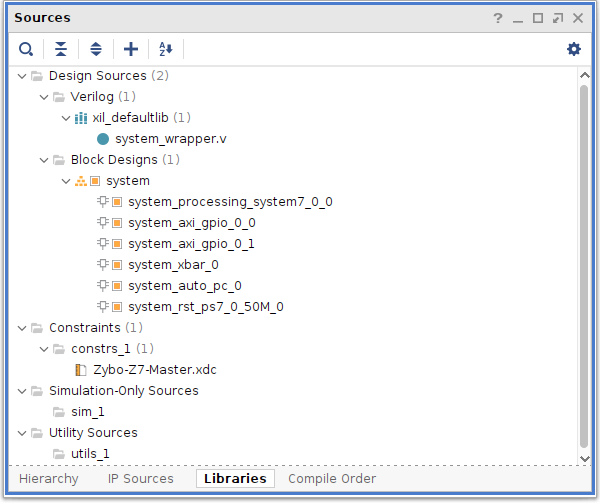 Sources
Design Sources (2)
Verilog (1)
xil_defaultlib (1)
system_wrapper.v
Block Designs (1)
system
system_processing_system7_0_0
system_axi_gpio_0_0
system_axi_gpio_0_1
system_xbar_0
system_auto_pc_0
system_rst_ps7_0_50M_0
Constraints (1)
constrs_1 (1)
Zybo-Z7-Master.xdc
Simulation-Only Sources
sim_1
Utility Sources
utils_1
Hierarchy IP Sources Libraries Compile Order